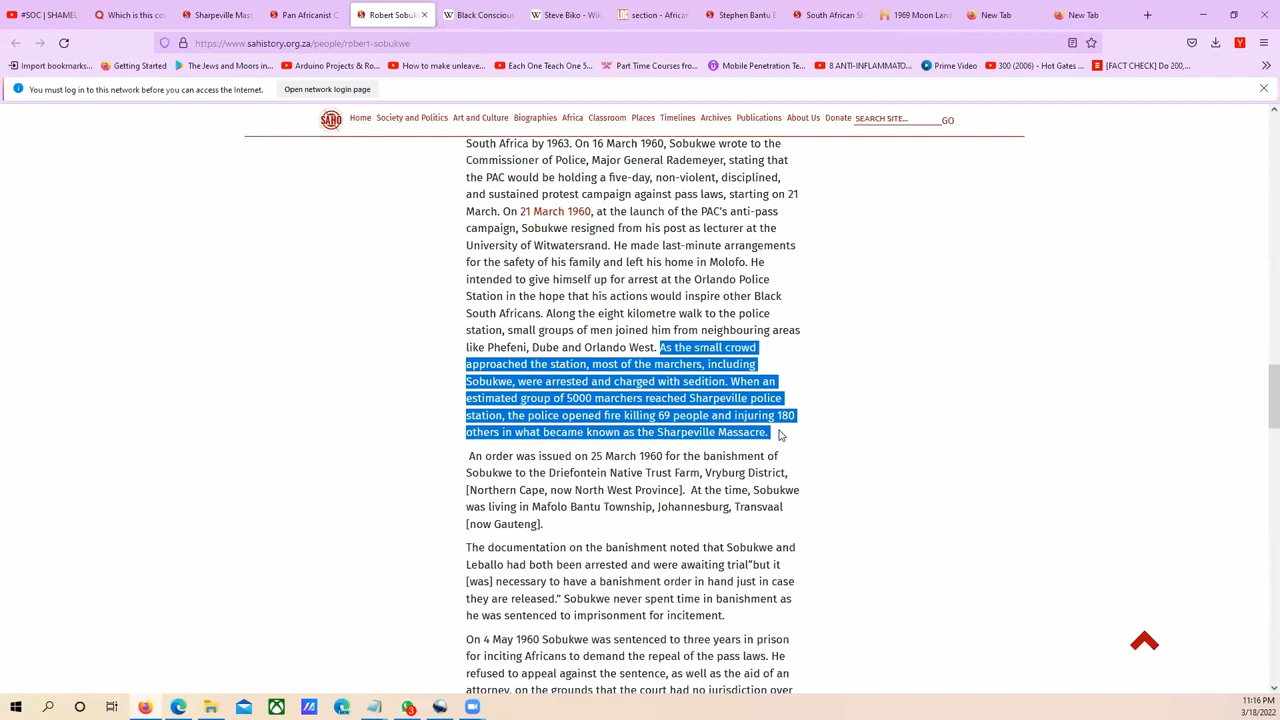 #SOC | SHAMEL
Which is this co
Sharpeville Mas
Pan Africanist C
Robert Sobuk
Black Conscious
Steve Biko - Wik
section - African
Stephen Bantu E
South African St
1969 Moon Land
New Tab
New Tab
https://www.sahistory.org.za/people/robert-sobukwe
Import bookmarks...
Getting Started
The Jews and Moors in...
Arduino Projects & Ro...
How to make unleave...
Each One Teach One 5...
Part Time Courses from...
Mobile Penetration Te...
8 ANTI-INFLAMMATO...
Prime Video
300 (2006) - Hot Gates ...
[FACT CHECK] Do 200,...
You must log in to this network before you can access the Internet.
Open network login page
SAHO
Home Society and Politics Art and Culture Biographies Africa Classroom Places Timelines Archives Publications About Us Donate SEARCH SITE... GO
South Africa by 1963. On 16 March 1960, Sobukwe wrote to the
Commissioner of Police, Major General Rademeyer, stating that
the PAC would be holding a five-day, non-violent, disciplined,
and sustained protest campaign against pass laws, starting on 21
March. On 21 March 1960, at the launch of the PAC's anti-pass
campaign, Sobukwe resigned from his post as lecturer at the
University of Witwatersrand. He made last-minute arrangements
for the safety of his family and left his home in Molofo. He
intended to give himself up for arrest at the Orlando Police
Station in the hope that his actions would inspire other Black
South Africans. Along the eight kilometre walk to the police
station, small groups of men joined him from neighbouring areas
like Phefeni, Dube and Orlando West. As the small crowd
approached the station, most of the marchers, including
Sobukwe, were arrested and charged with sedition. When an
estimated group of 5000 marchers reached Sharpeville police
station, the police opened fire killing 69 people and injuring 180
others in what became known as the Sharpeville Massacre.
An order was issued on 25 March 1960 for the banishment of
Sobukwe to the Driefontein Native Trust Farm, Vryburg District,
[Northern Cape, now North West Province]. At the time, Sobukwe
was living in Mafolo Bantu Township, Johannesburg, Transvaal
[now Gauteng].
The documentation on the banishment noted that Sobukwe and
Leballo had both been arrested and were awaiting trial“but it
[was] necessary to have a banishment order in hand just in case
they are released.” Sobukwe never spent time in banishment as
he was sentenced to imprisonment for incitement.
On 4 May 1960 Sobukwe was sentenced to three years in prison
for inciting Africans to demand the repeal of the pass laws. He
refused to appeal against the sentence, as well as the aid of an
attorney, on the grounds that the court had no jurisdiction over
11:16 PM
3/18/2022